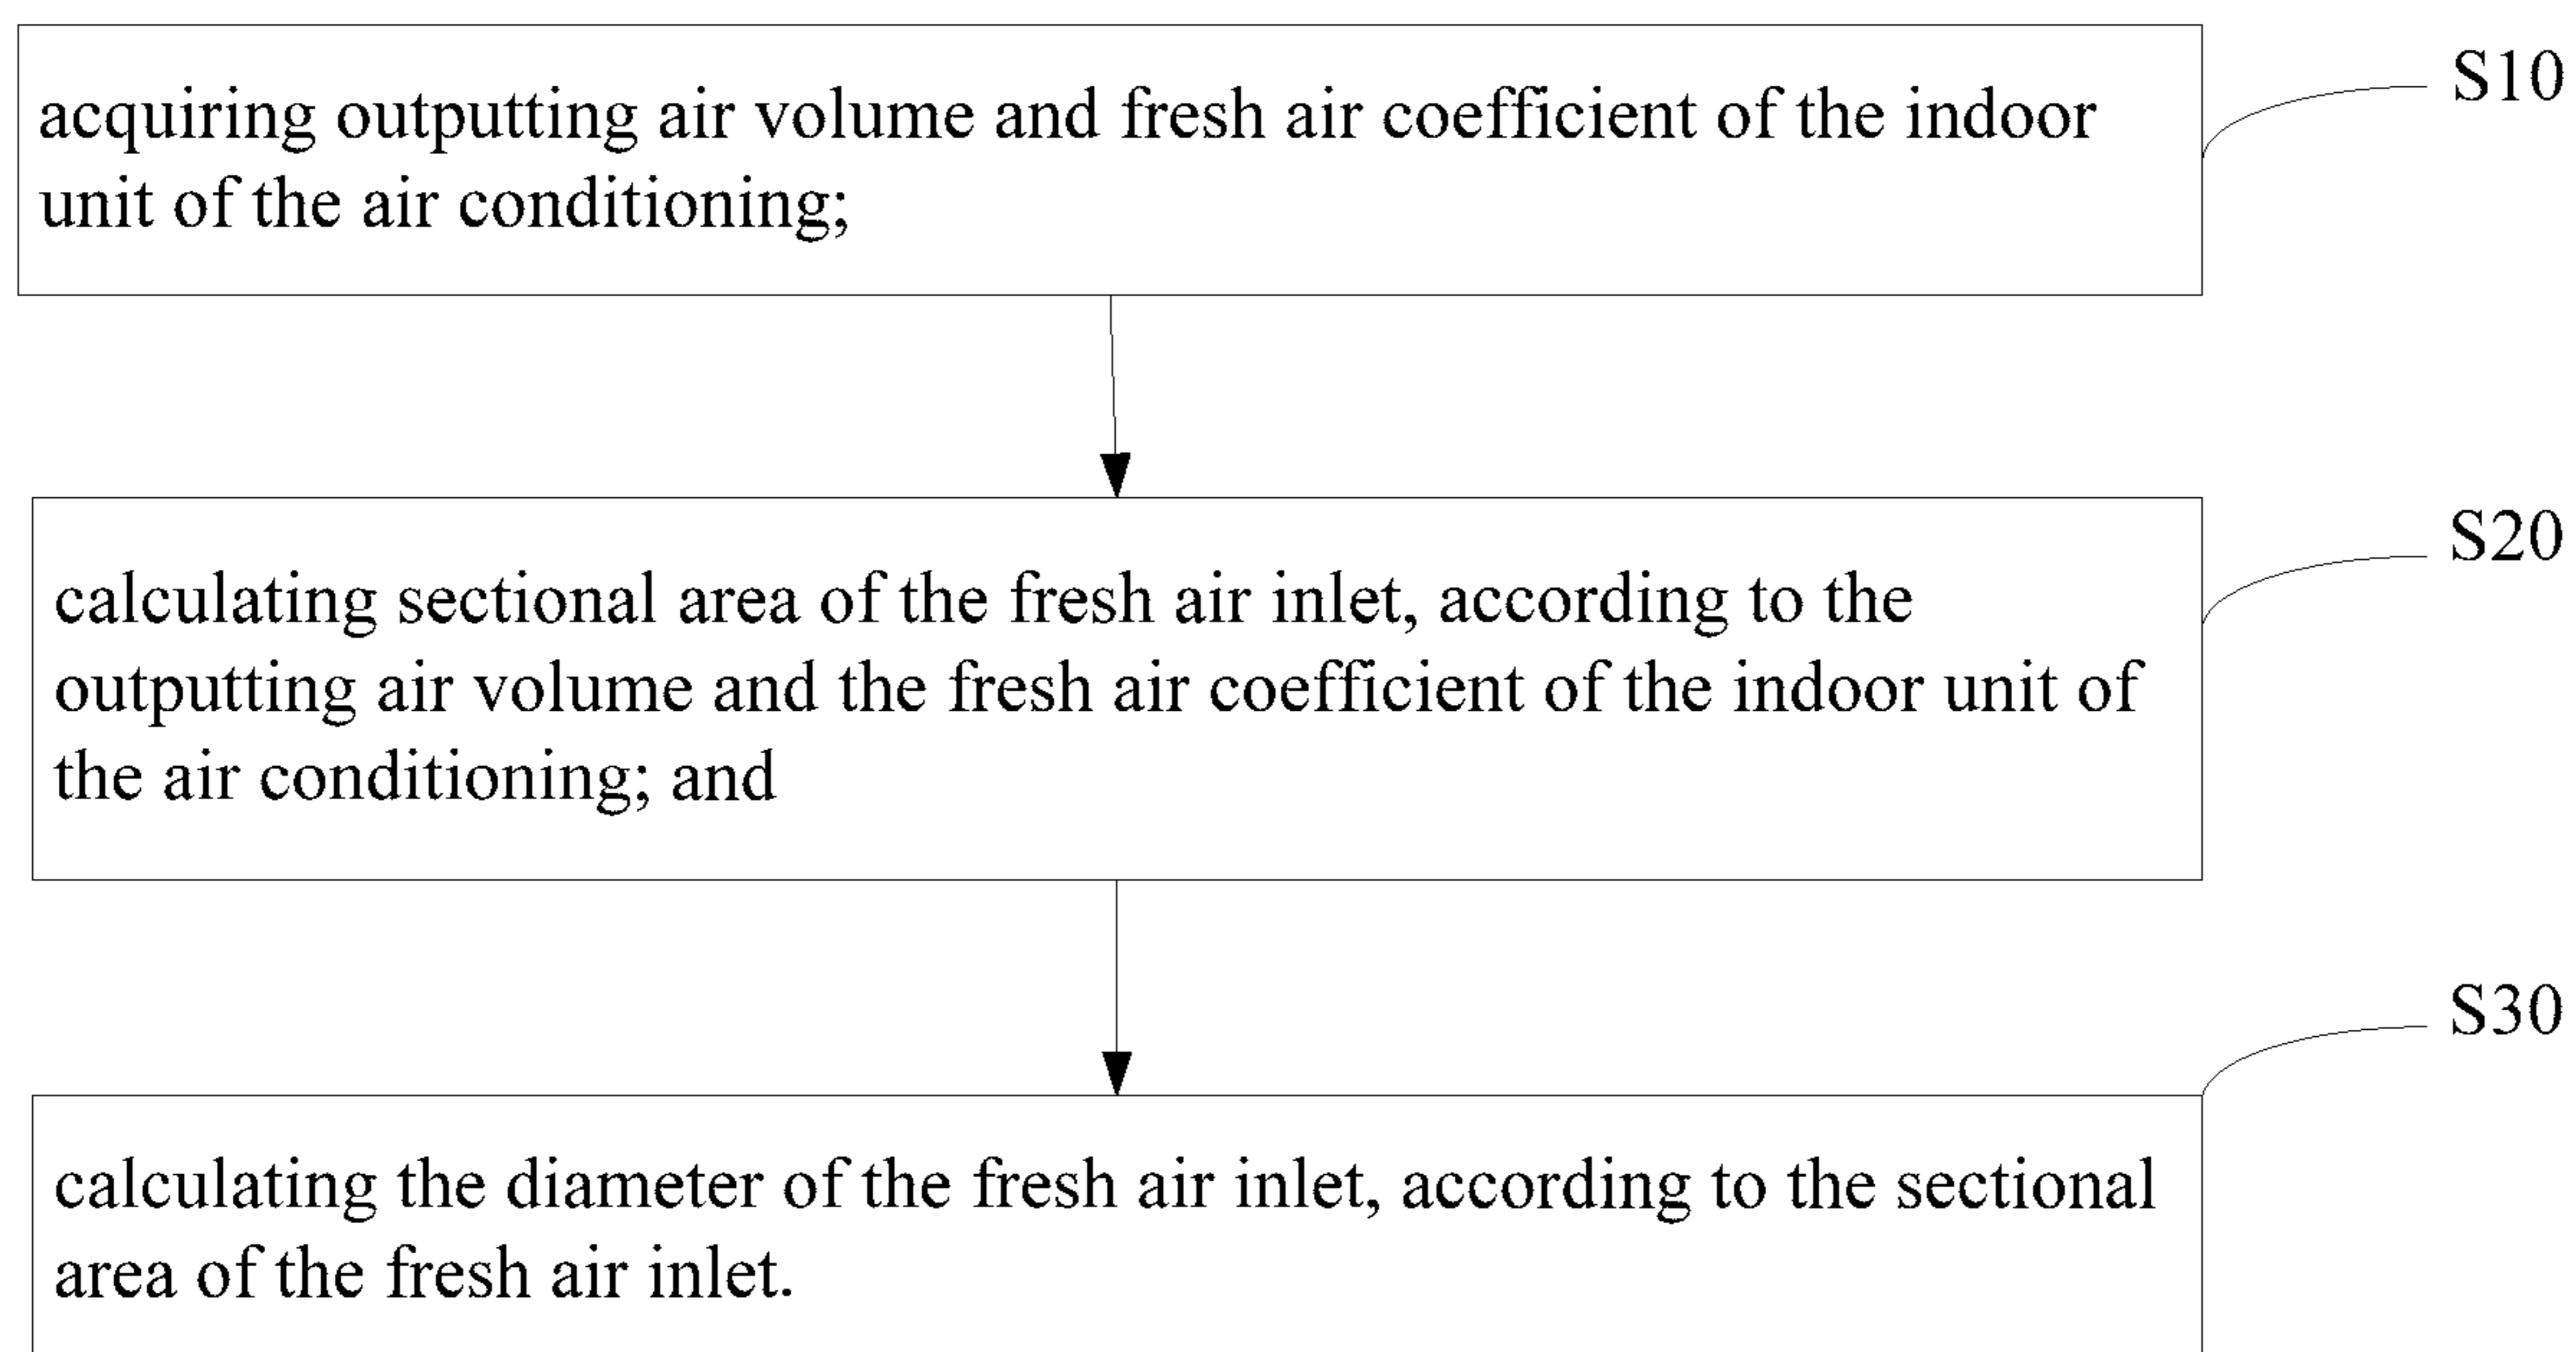 S10
acquiring outputting air volume and fresh air coefficient of the indoor
unit of the air conditioning;
S20
calculating sectional area of the fresh air inlet, according to the
outputting air volume and the fresh air coefficient of the indoor unit of
the air conditioning; and
S30
calculating the diameter of the fresh air inlet, according to the sectional
area of the fresh air inlet.